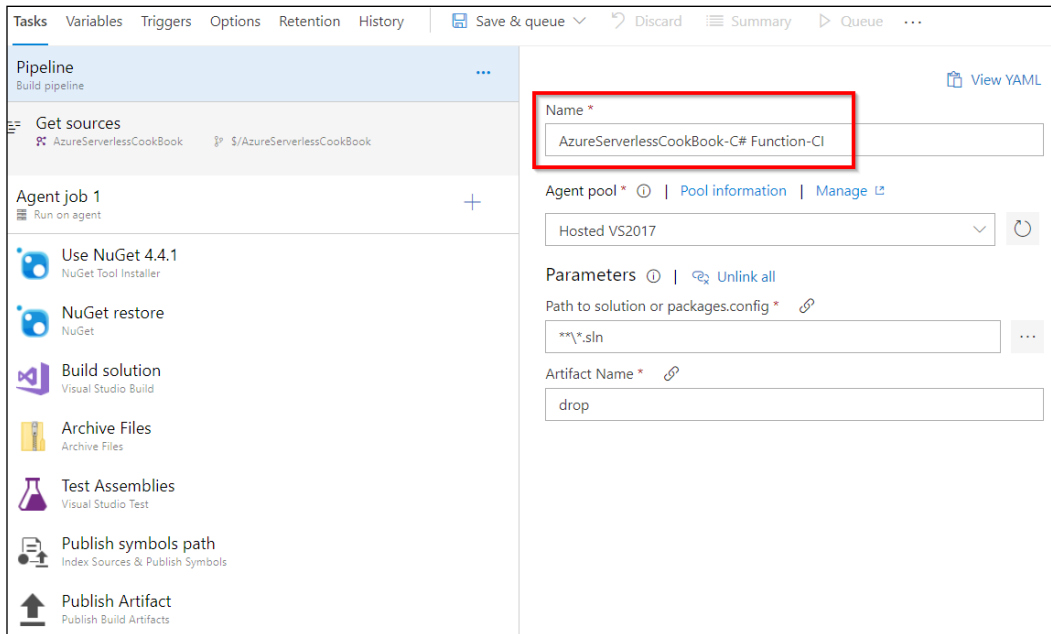 Tasks Variables Triggers Options Retention History Save & queue Discard Summary Queue ...
Pipeline
Build pipeline
...
Get sources
AzureServerlessCookBook $/AzureServerlessCookBook
Agent job 1
Run on agent
Use NuGet 4.4.1
NuGet Tool Installer
NuGet restore
NuGet
Build solution
Visual Studio Build
Archive Files
Archive Files
Test Assemblies
Visual Studio Test
Publish symbols path
Index Sources & Publish Symbols
Publish Artifact
Publish Build Artifacts
View YAML
Name *
AzureServerlessCookBook-C# Function-CI
Agent pool * | Pool information | Manage
Hosted VS2017
Parameters | Unlink all
Path to solution or packages.config *
**\*.sln
...
Artifact Name *
drop